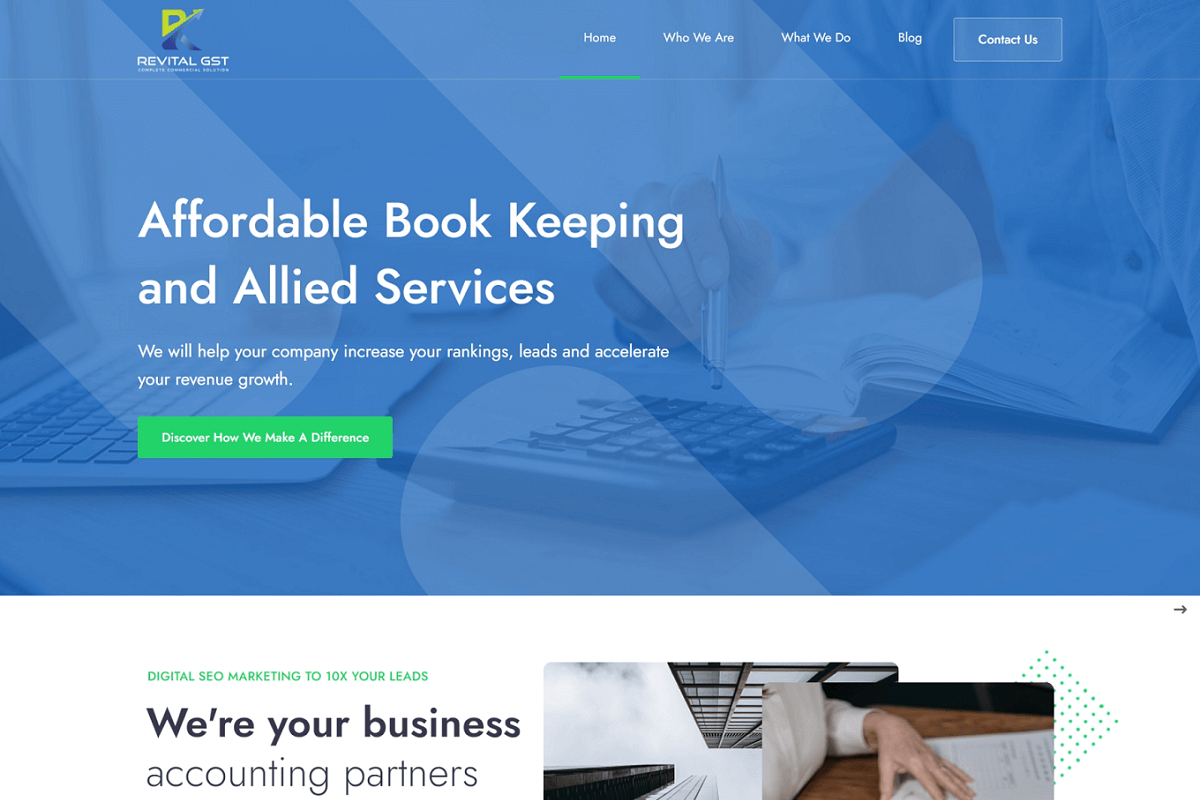 REVITAL GST
COMPLETE COMMERCIAL SOLUTION
Home
Who We Are
What We Do
Blog
Contact Us
Affordable Book Keeping
and Allied Services
We will help your company increase your rankings, leads and accelerate
your revenue growth.
Discover How We Make A Difference
DIGITAL SEO MARKETING TO 10X YOUR LEADS
We're your business
accounting partners